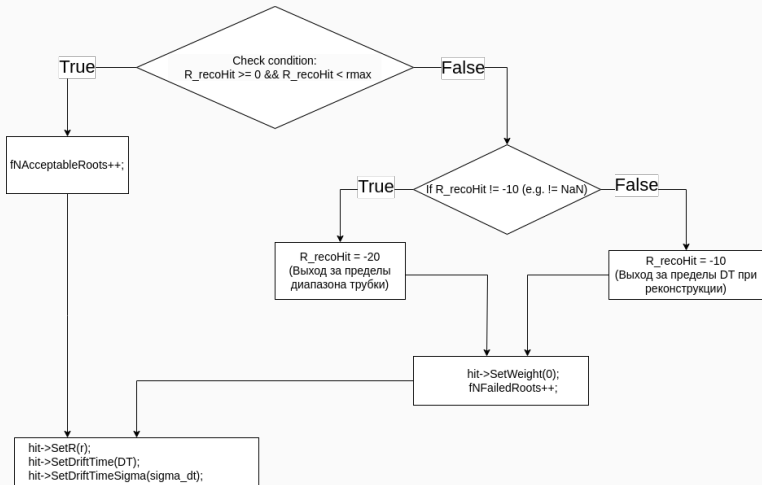 Check condition:
R_recoHit >= 0 && R_recoHit < rmax
True
False
fNAcceptableRoots++;
If R_recoHit != -10 (e.g. != NaN)
True
False
R_recoHit = -20
(Выход за пределы
диапазона трубки)
R_recoHit = -10
(Выход за пределы DT при
реконструкции)
hit->SetWeight(0);
fNFailedRoots++;
hit->SetR(r);
hit->SetDriftTime(DT);
hit->SetDriftTimeSigma(sigma_dt);